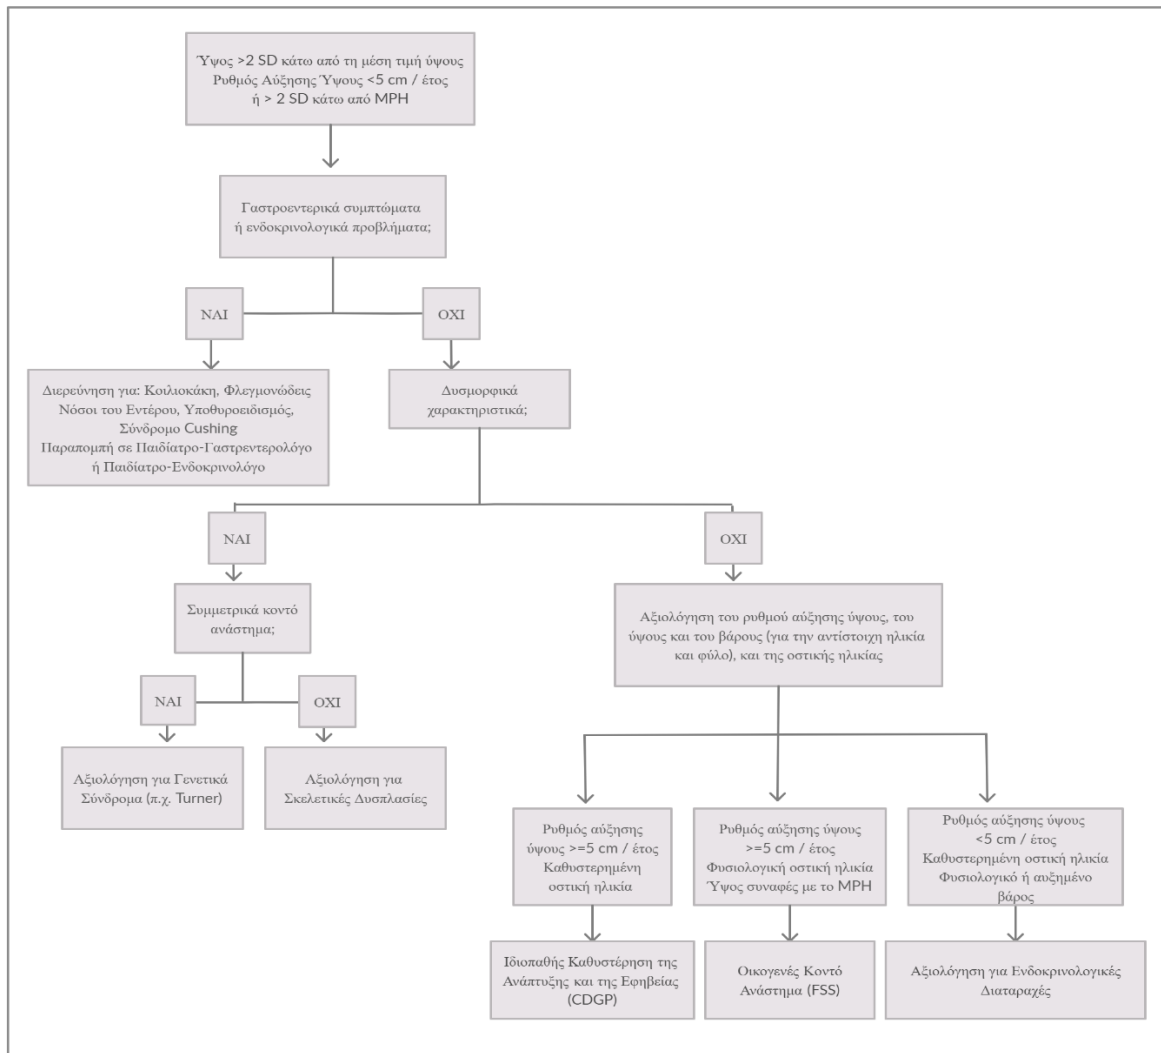 Ύψος >2 SD κάτω από τη μέση τιμή ύψους
Ρυθμός Αύξησης Ύψους <5 cm / έτος
ή > 2 SD κάτω από MPH
Γαστροεντερικά συμπτώματα
ή ενδοκρινολογικά προβλήματα;
ΝΑΙ
ΟΧΙ
Διερεύνηση για: Κοιλιοκάκη, Φλεγμονώδεις
Νόσοι του Εντέρου, Υποθυροειδισμός,
Σύνδρομο Cushing
Παραπομπή σε Παιδίατρο-Γαστρεντερολόγο
ή Παιδίατρο-Ενδοκρινολόγο
Δυσμορφικά
χαρακτηριστικά;
ΝΑΙ
ΟΧΙ
Συμμετρικά κοντό
ανάστημα;
Αξιολόγηση του ρυθμού αύξησης ύψους, του
ύψους και του βάρους (για την αντίστοιχη ηλικία
και φύλο), και της οστικής ηλικίας
ΝΑΙ
ΟΧΙ
Αξιολόγηση για Γενετικά
Σύνδρομα (π.χ. Turner)
Αξιολόγηση για
Σκελετικές Δυσπλασίες
Ρυθμός αύξησης
ύψους >=5 cm / έτος
Καθυστερημένη
οστική ηλικία
Ρυθμός αύξησης ύψους
>=5 cm / έτος
Φυσιολογική οστική ηλικία
Ύψος συναφές με το MPH
Ρυθμός αύξησης ύψους
<5 cm / έτος
Καθυστερημένη οστική ηλικία
Φυσιολογικό ή αυξημένο
βάρος
Ιδιοπαθής Καθυστέρηση της
Ανάπτυξης και της Εφηβείας
(CDGP)
Οικογενές Κοντό
Ανάστημα (FSS)
Αξιολόγηση για Ενδοκρινολογικές
Διαταραχές